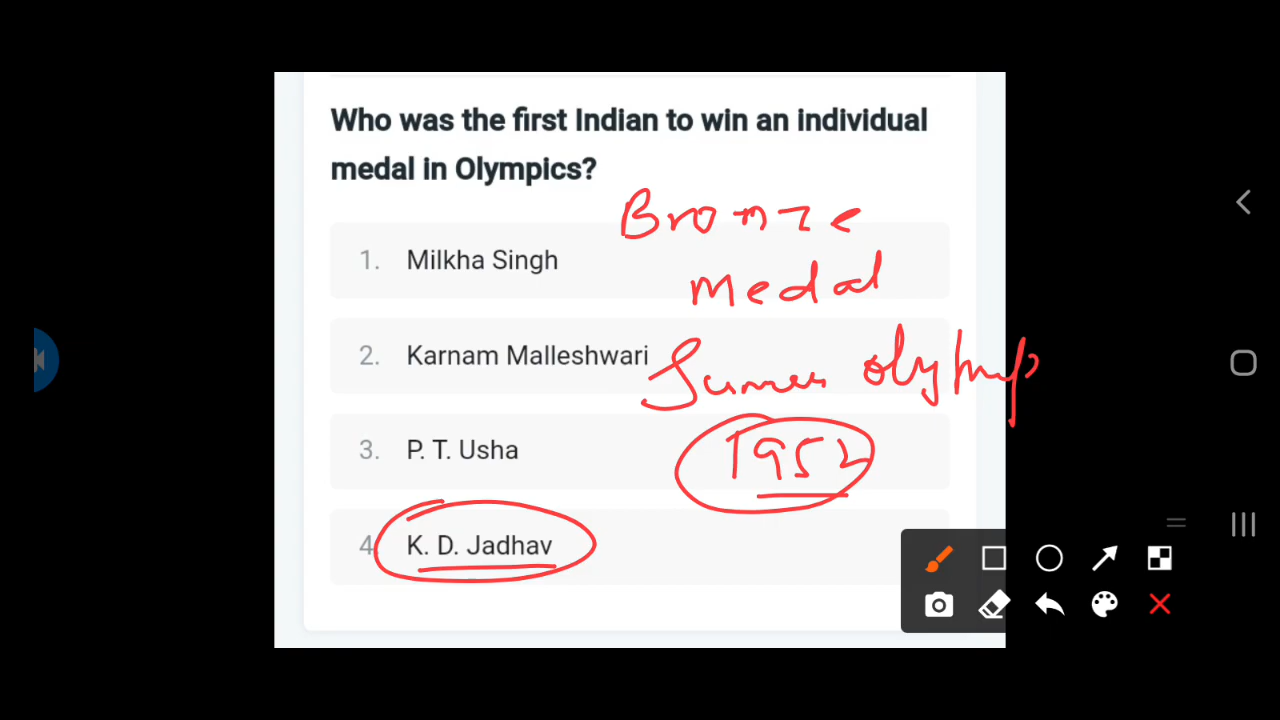 Who was the first Indian to win an individual
medal in Olympics?
Bronze
1. Milkha Singh
medal
2. Karnam Malleshwari
Summer olymp
3. P. T. Usha
1952
4. K. D. Jadhav